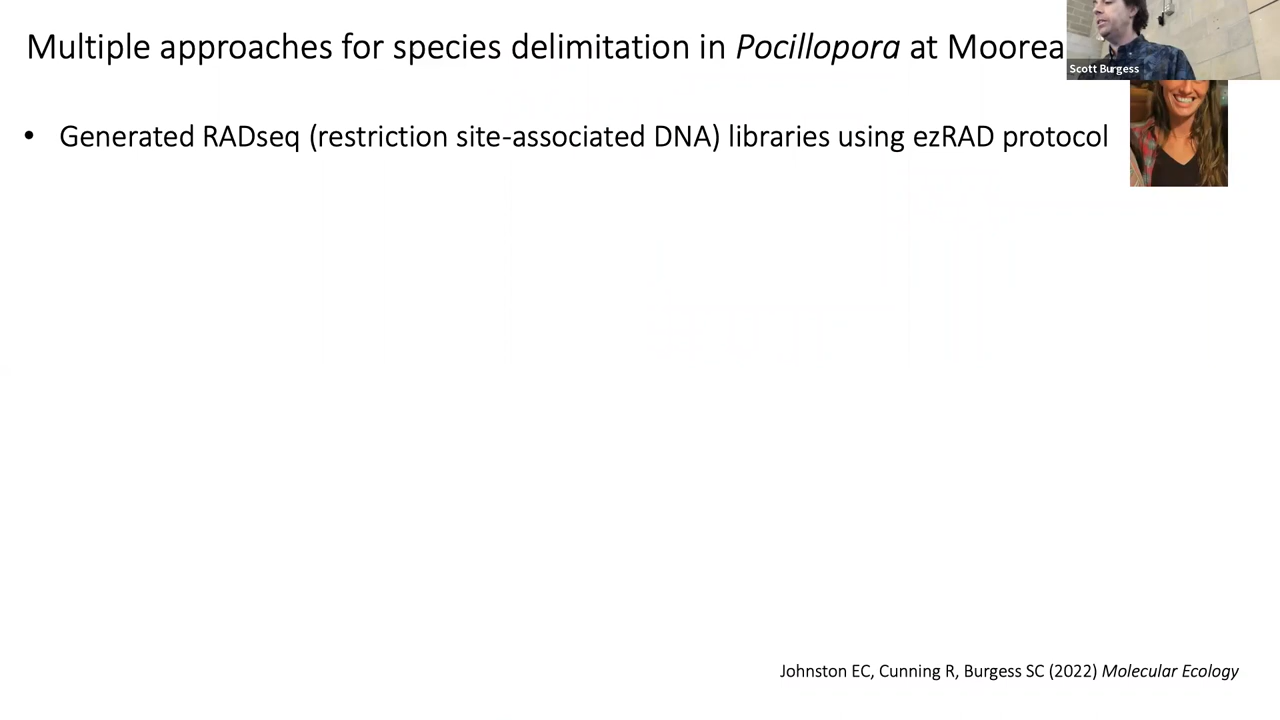 Multiple approaches for species delimitation in Pocillopora at Moorea
Scott Burgess
• Generated RADseq (restriction site-associated DNA) libraries using ezRAD protocol
Johnston EC, Cunning R, Burgess SC (2022) Molecular Ecology